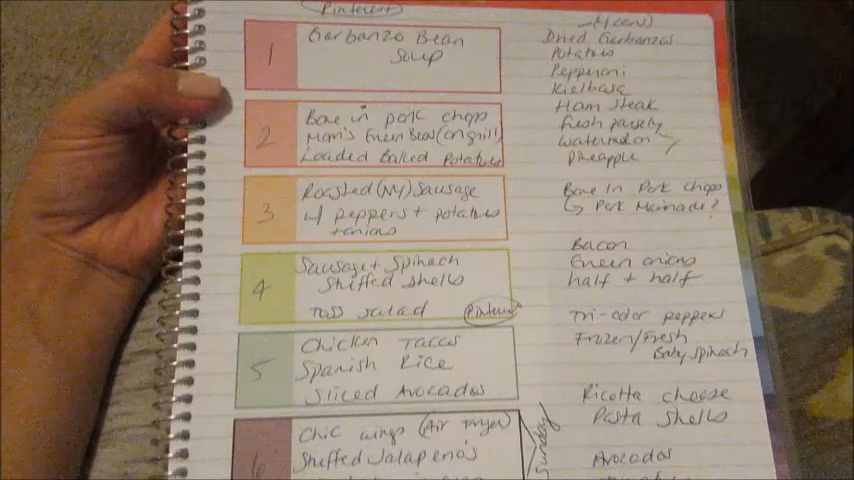 Pinterest
1
Garbanzo Bean
Soup
2
Bone in pork chops
Mom's Green Beans (on grill)
Loaded Baked Potatoes
3
Roasted (NY) Sausage
w/ peppers + potatoes
+ onions
4
Sausage + Spinach
Stuffed Shells
Toss salad
5
Chicken Tacos
Spanish Rice
Sliced Avocados
6
Chic wings (Air Fryer)
Stuffed Jalapeno's
Sunday
Dried Garbanzos
Potatoes
Pepperoni
Kielbasa
Ham steak
fresh parsely
Watermelon
pineapple
Bone In Pork Chops
Pork Marinade?
Bacon
Green onions
half + half
Tri-color peppers
Frozen/Fresh
Baby Spinach
Ricotta cheese
Pasta Shells
Avocados